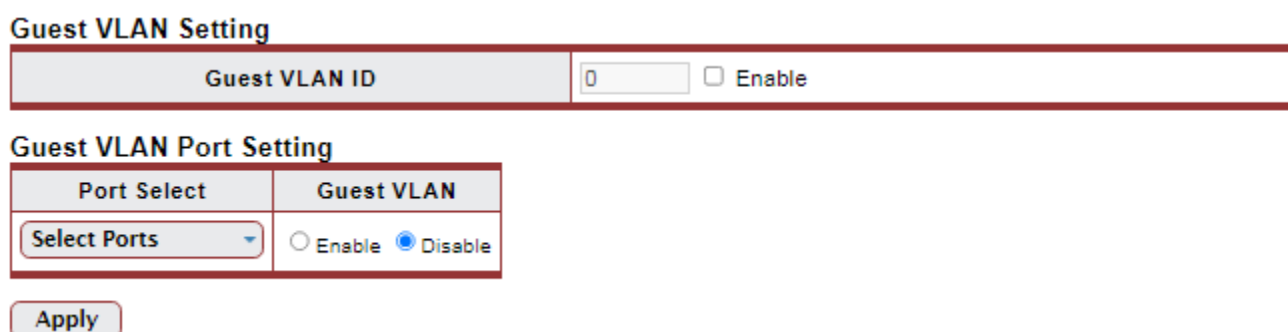 Guest VLAN Setting
Guest VLAN ID 0 Enable
Guest VLAN Port Setting
Port Select Guest VLAN
Select Ports Enable Disable
Apply